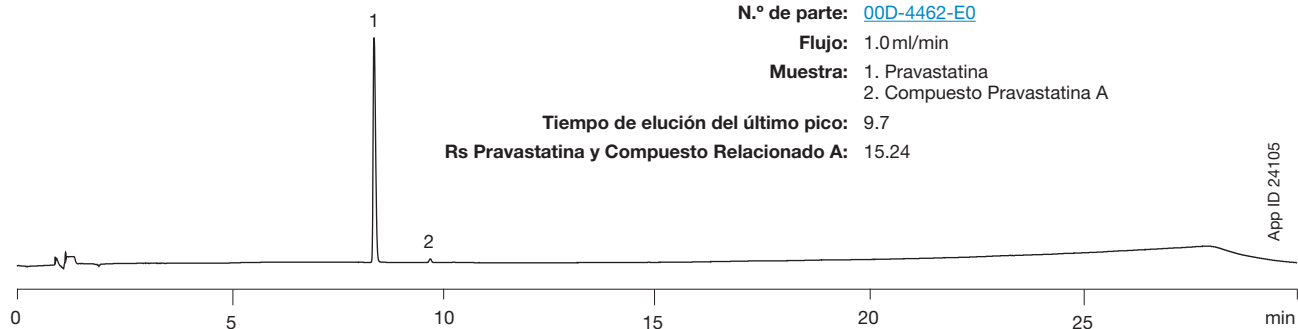 N.º de parte: 00D-4462-E0
Flujo: 1.0 ml/min
Muestra: 1. Pravastatina
2. Compuesto Pravastatina A
Tiempo de elución del último pico: 9.7
Rs Pravastatina y Compuesto Relacionado A: 15.24
1
2
App ID 24105
0 5 10 15 20 25 min